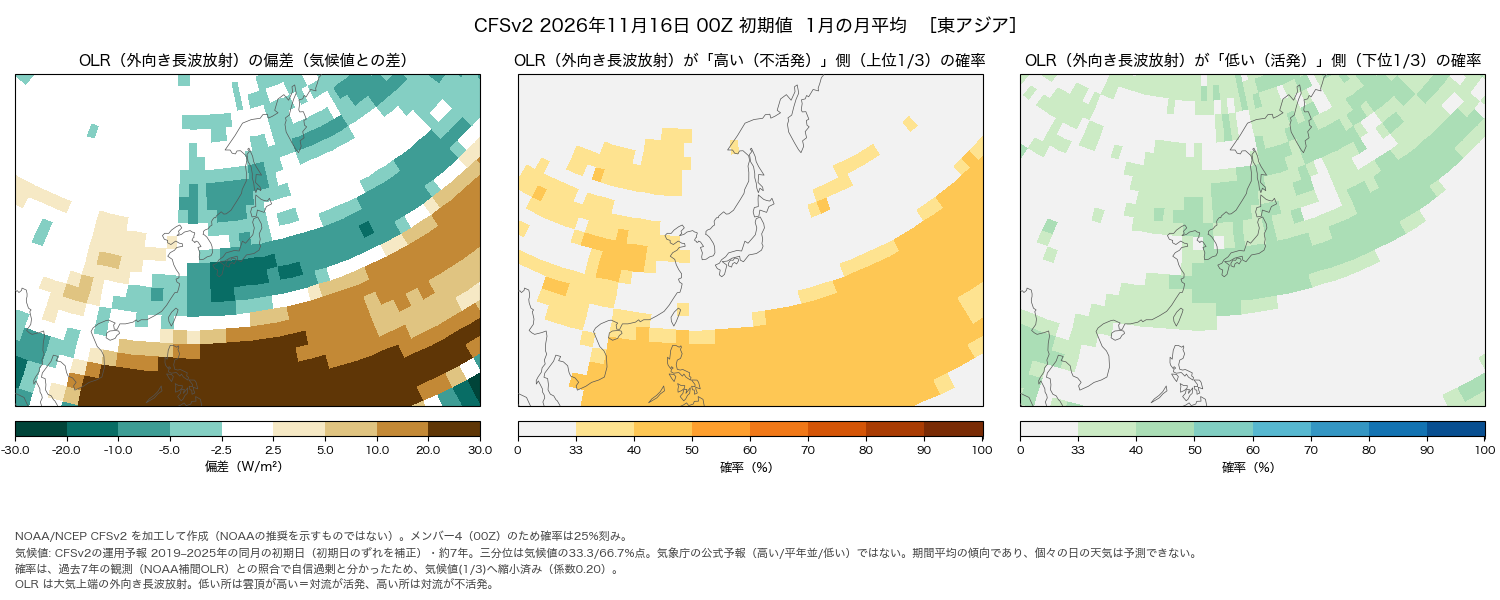 CFSv2 2026年11月16日 00Z 初期値 1月の月平均 ［東アジア］
OLR（外向き長波放射）の偏差（気候値との差）
OLR（外向き長波放射）が「高い（不活発）」側（上位1/3）の確率
OLR（外向き長波放射）が「低い（活発）」側（下位1/3）の確率
-30.0 -20.0 -10.0 -5.0 -2.5 2.5 5.0 10.0 20.0 30.0
偏差（W/m²）
0 33 40 50 60 70 80 90 100
確率（%）
0 33 40 50 60 70 80 90 100
確率（%）
NOAA/NCEP CFSv2 を加工して作成（NOAAの推奨を示すものではない）。メンバー4（00Z）のため確率は25%刻み。
気候値: CFSv2の運用予報 2019–2025年の同月の初期日（初期日のずれを補正）・約7年。三分位は気候値の33.3/66.7%点。気象庁の公式予報（高い/平年並/低い）ではない。期間平均の傾向であり、個々の日の天気は予測できない。
確率は、過去7年の観測（NOAA補間OLR）との照合で自信過剰と分かったため、気候値(1/3)へ縮小済み（係数0.20）。
OLR は大気上端の外向き長波放射。低い所は雲頂が高い＝対流が活発、高い所は対流が不活発。